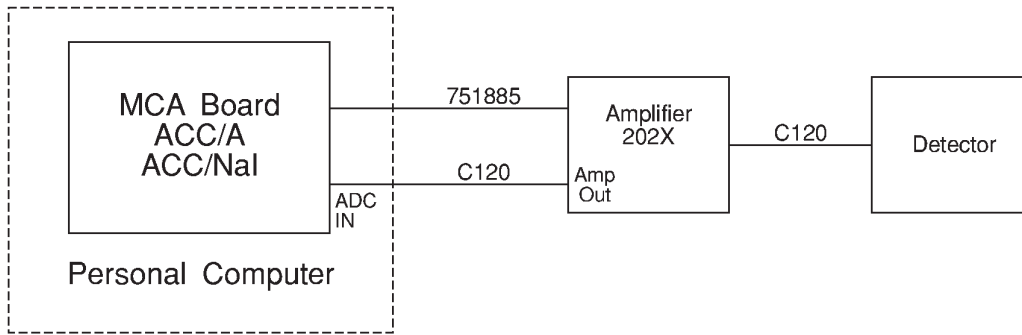 MCA Board
ACC/A
ACC/NaI
ADC
IN
Personal Computer
751885
C120
Amplifier
202X
Amp
Out
C120
Detector